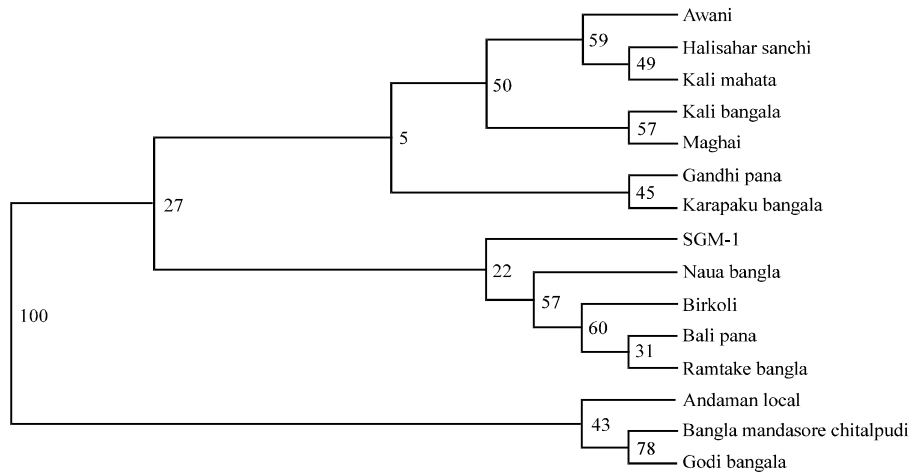 Awani
59
Halisahar sanchi
49
Kali mahata
50
Kali bangala
57
Maghai
5
Gandhi pana
45
Karapaku bangala
27
SGM-1
22
Naua bangla
57
Birkoli
60
Bali pana
31
Ramtake bangla
100
Andaman local
43
Bangla mandasore chitalpudi
78
Godi bangala